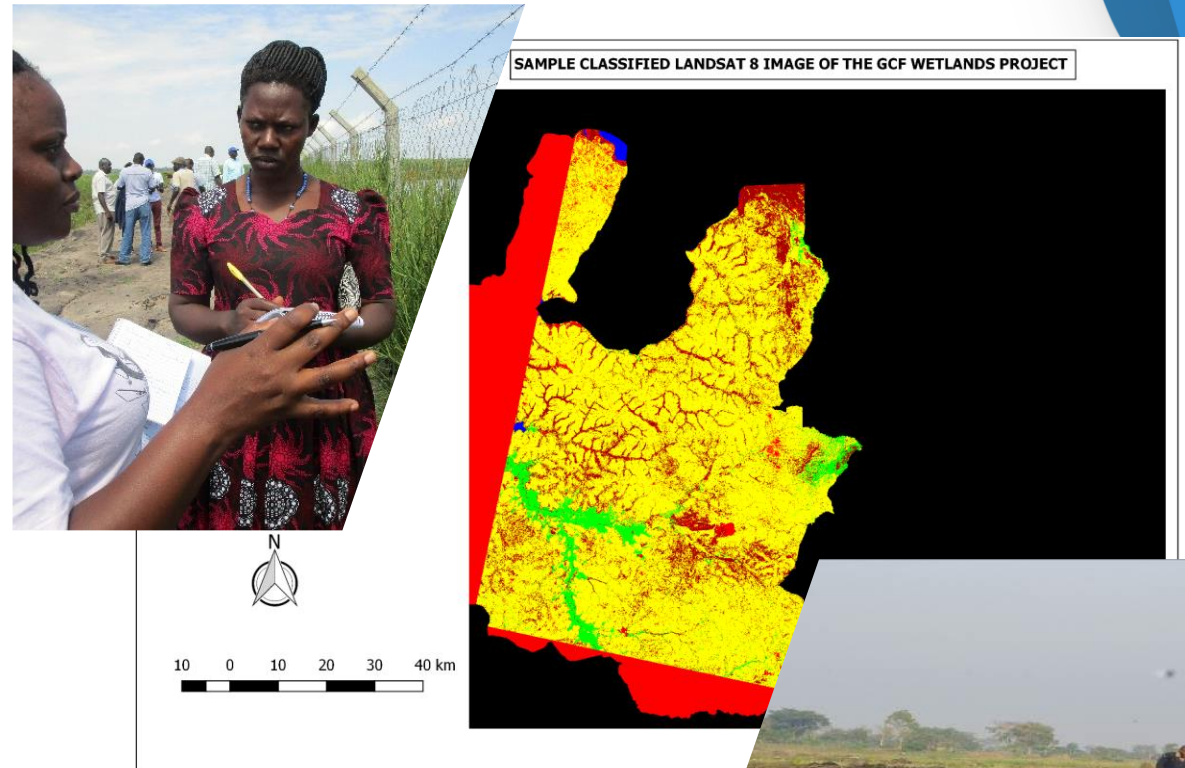 SAMPLE CLASSIFIED LANDSAT 8 IMAGE OF THE GCF WETLANDS PROJECT
N
10 0 10 20 30 40 km